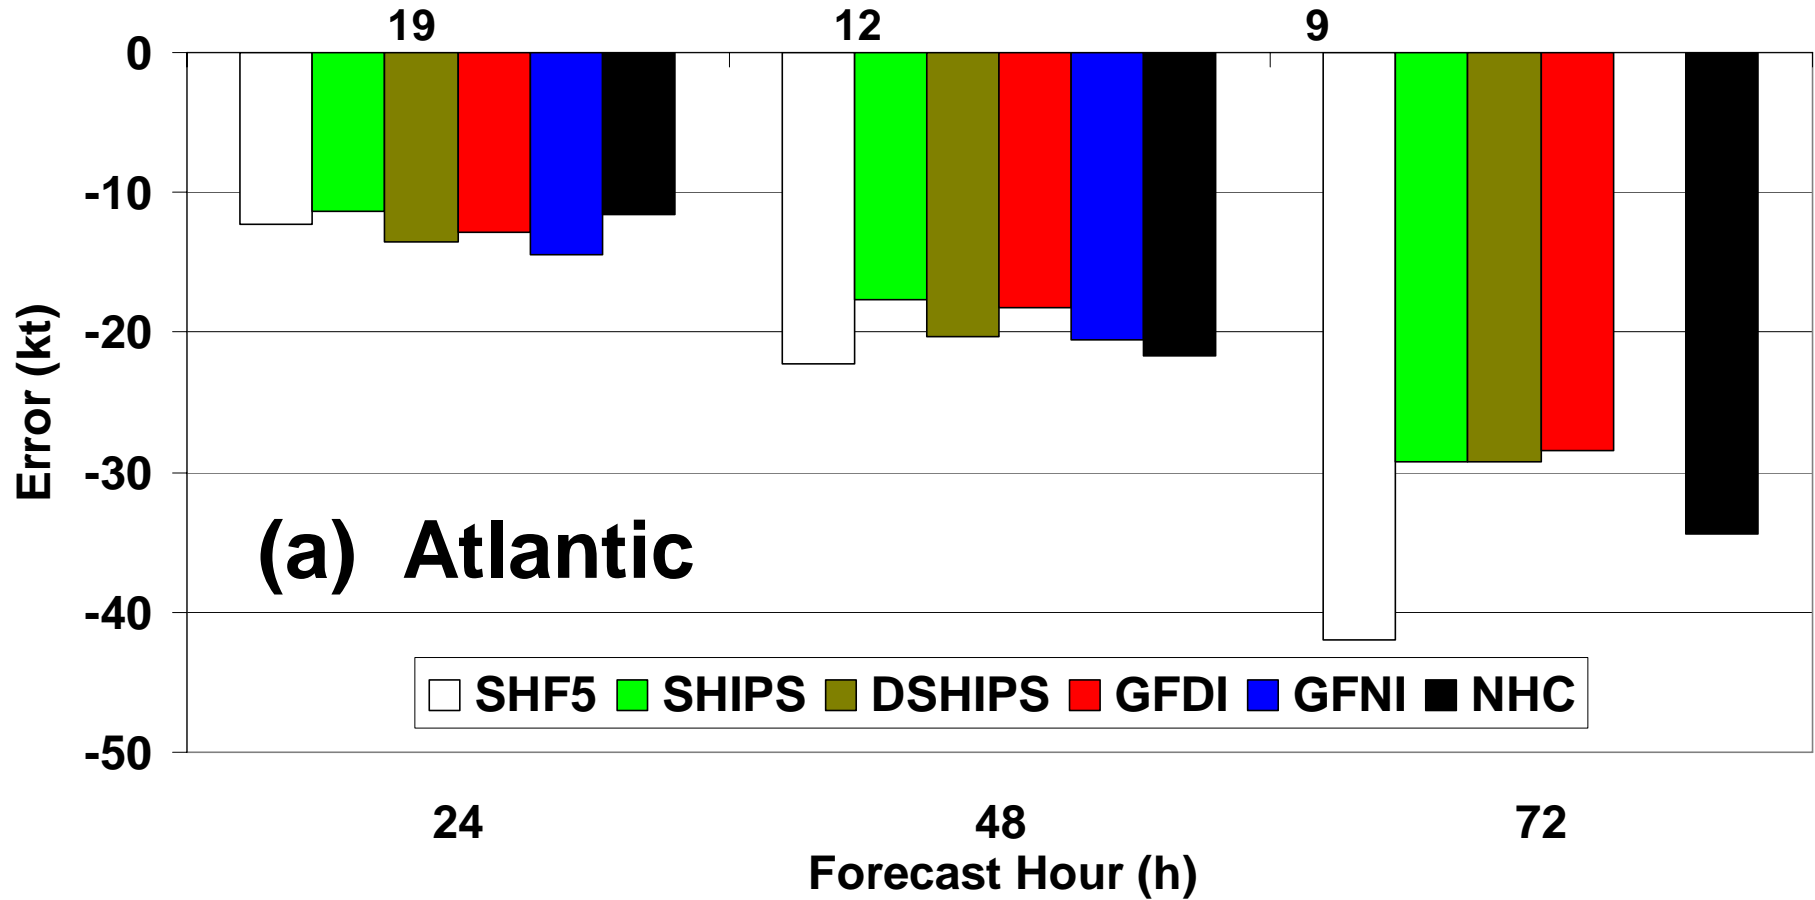 19 12 9
0
-10
-20
-30
-40
-50
Error (kt)
(a) Atlantic
SHF5 SHIPS DSHIPS GFDI GFNI NHC
24 48 72
Forecast Hour (h)